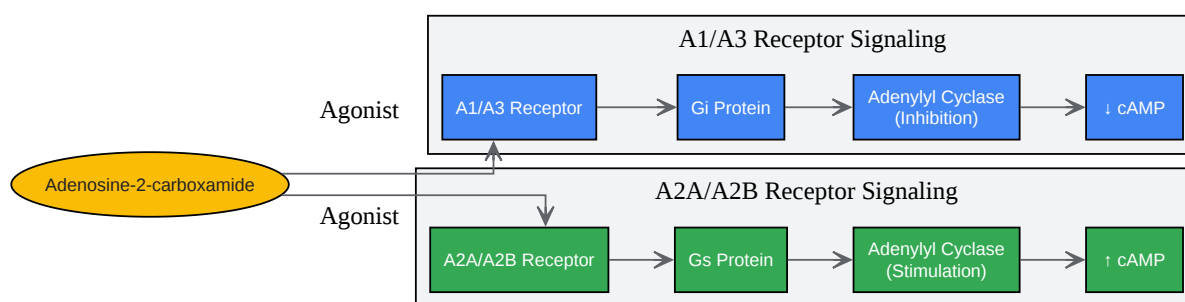 A1/A3 Receptor Signaling
Agonist
A1/A3 Receptor
Gi Protein
Adenylyl Cyclase
(Inhibition)
↓ cAMP
Adenosine-2-carboxamide
A2A/A2B Receptor Signaling
Agonist
A2A/A2B Receptor
Gs Protein
Adenylyl Cyclase
(Stimulation)
↑ cAMP